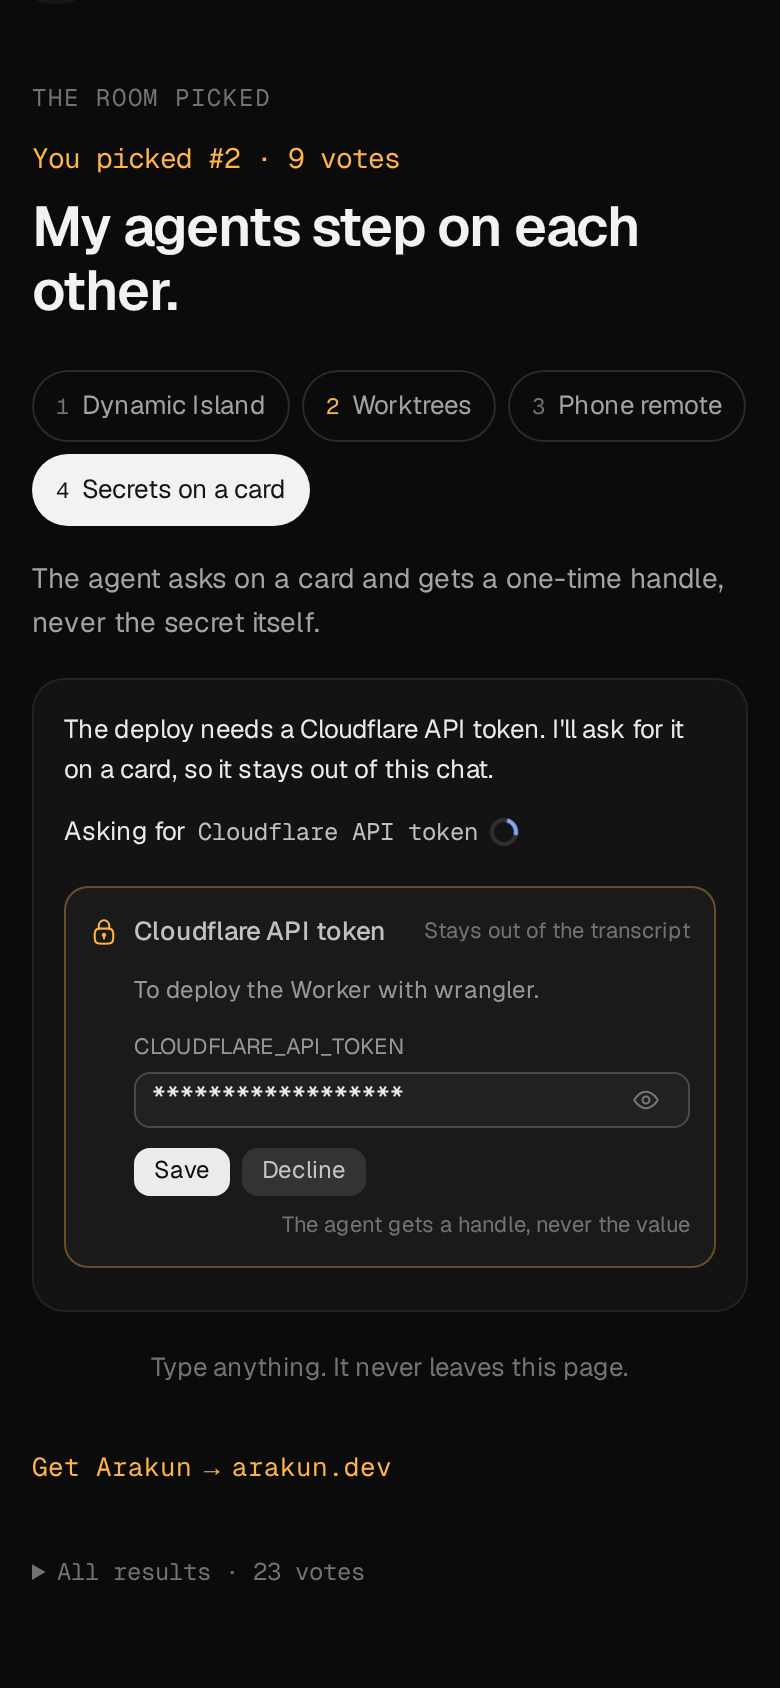 THE ROOM PICKED
You picked #2 · 9 votes
My agents step on each
other.
1 Dynamic Island
2 Worktrees
3 Phone remote
4 Secrets on a card
The agent asks on a card and gets a one-time handle,
never the secret itself.
The deploy needs a Cloudflare API token. I'll ask for it
on a card, so it stays out of this chat.
Asking for Cloudflare API token
Cloudflare API token
Stays out of the transcript
To deploy the Worker with wrangler.
CLOUDFLARE_API_TOKEN
******************
Save
Decline
The agent gets a handle, never the value
Type anything. It never leaves this page.
Get Arakun → arakun.dev
▶ All results · 23 votes